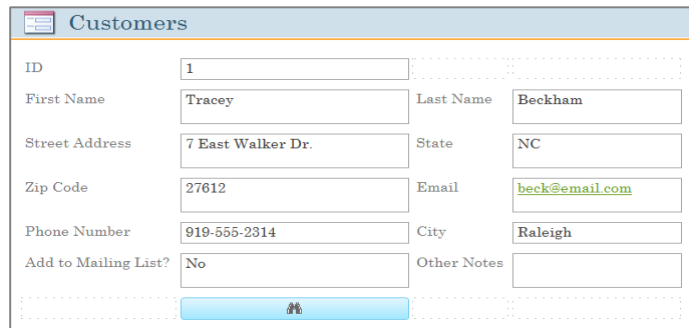 Customers
ID 1
First Name Tracey Last Name Beckham
Street Address 7 East Walker Dr. State NC
Zip Code 27612 Email beck@email.com
Phone Number 919-555-2314 City Raleigh
Add to Mailing List? No Other Notes